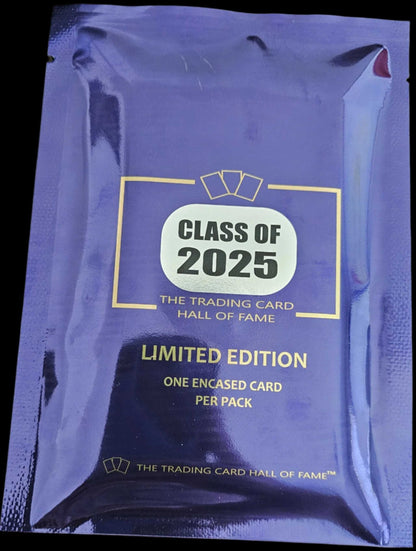 CLASS OF
2025
THE TRADING CARD
HALL OF FAME
LIMITED EDITION
ONE ENCASED CARD
PER PACK
THE TRADING CARD HALL OF FAME™